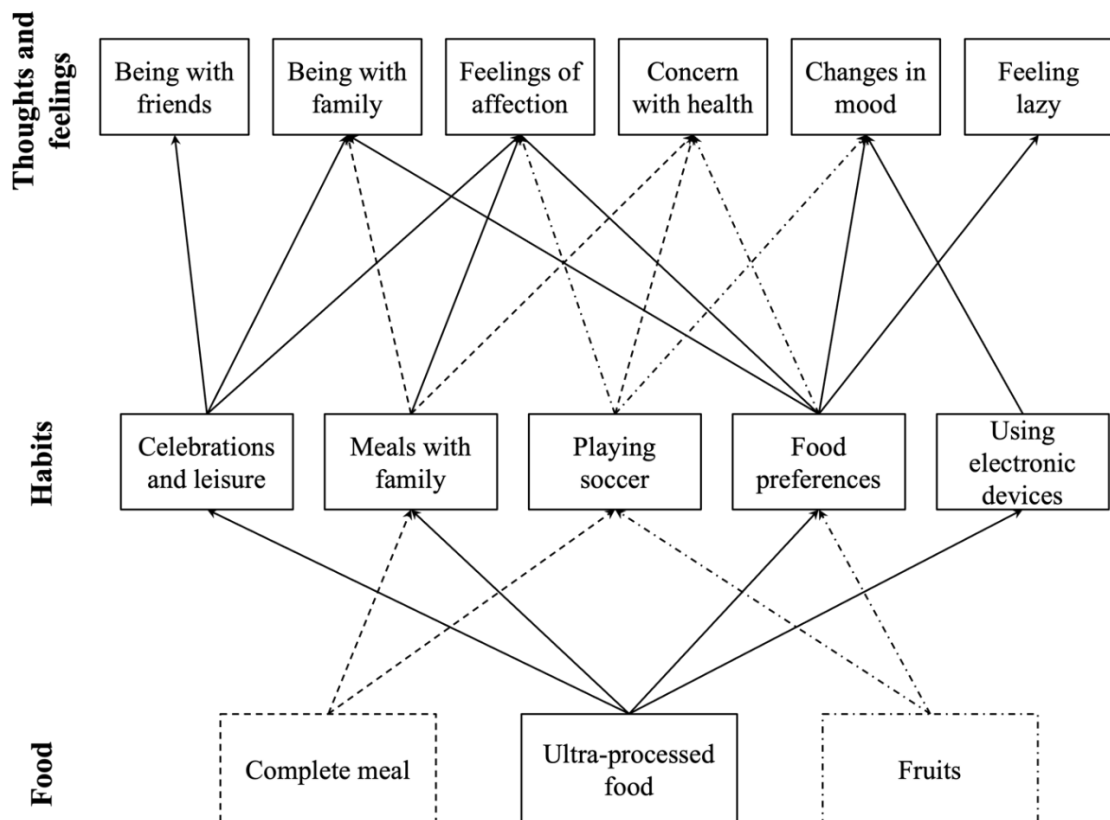 Thoughts and
feelings
Being with
friends
Being with
family
Feelings of
affection
Concern
with health
Changes in
mood
Feeling
lazy
Habits
Celebrations
and leisure
Meals with
family
Playing
soccer
Food
preferences
Using
electronic
devices
Food
Complete meal
Ultra-processed
food
Fruits